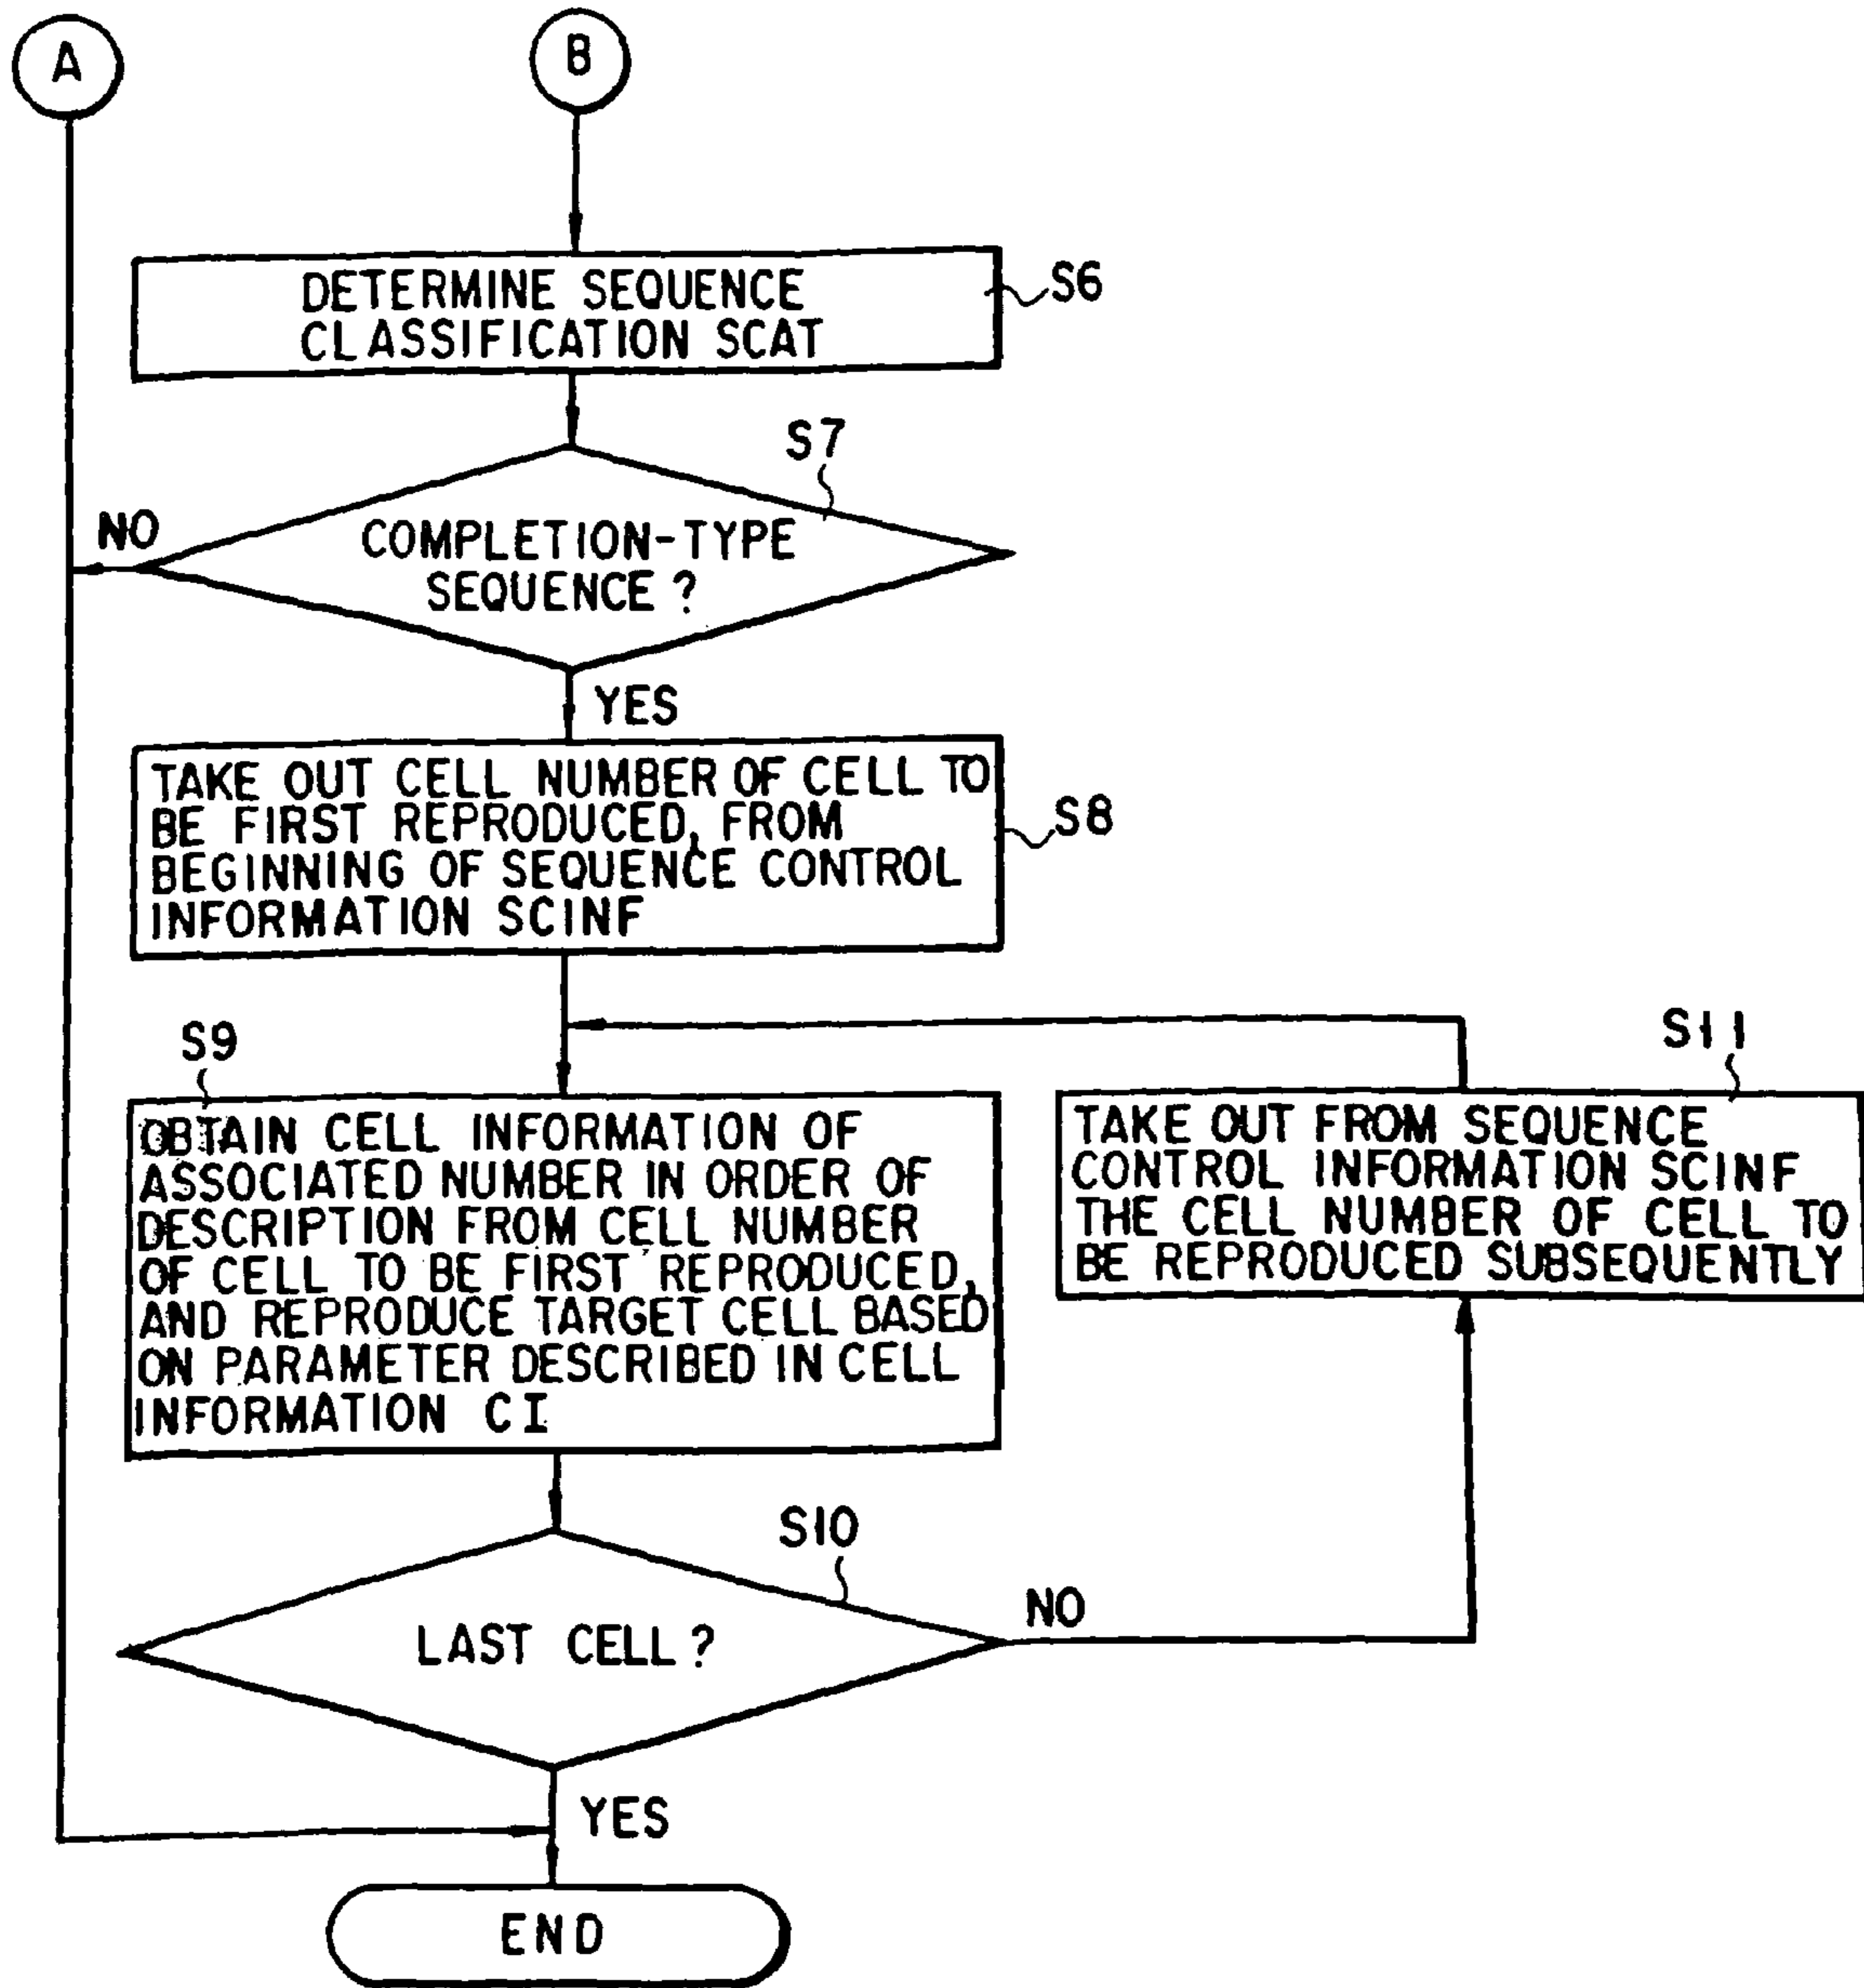 A
B
DETERMINE SEQUENCE
CLASSIFICATION SCAT
S6
S7
NO
COMPLETION-TYPE
SEQUENCE ?
YES
TAKE OUT CELL NUMBER OF CELL TO
BE FIRST REPRODUCED, FROM
BEGINNING OF SEQUENCE CONTROL
INFORMATION SCINF
S8
S9
OBTAIN CELL INFORMATION OF
ASSOCIATED NUMBER IN ORDER OF
DESCRIPTION FROM CELL NUMBER
OF CELL TO BE FIRST REPRODUCED,
AND REPRODUCE TARGET CELL BASED
ON PARAMETER DESCRIBED IN CELL
INFORMATION CI
S11
TAKE OUT FROM SEQUENCE
CONTROL INFORMATION SCINF
THE CELL NUMBER OF CELL TO
BE REPRODUCED SUBSEQUENTLY
S10
LAST CELL ?
NO
YES
END